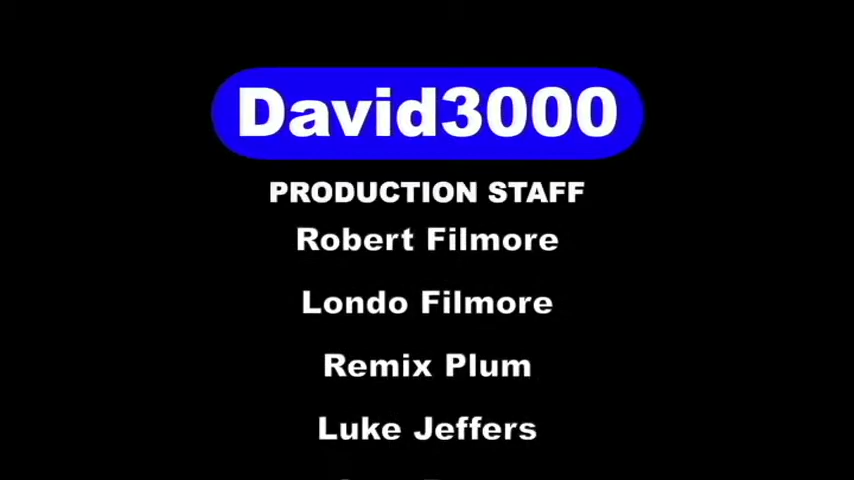 David3000
PRODUCTION STAFF
Robert Filmore
Londo Filmore
Remix Plum
Luke Jeffers